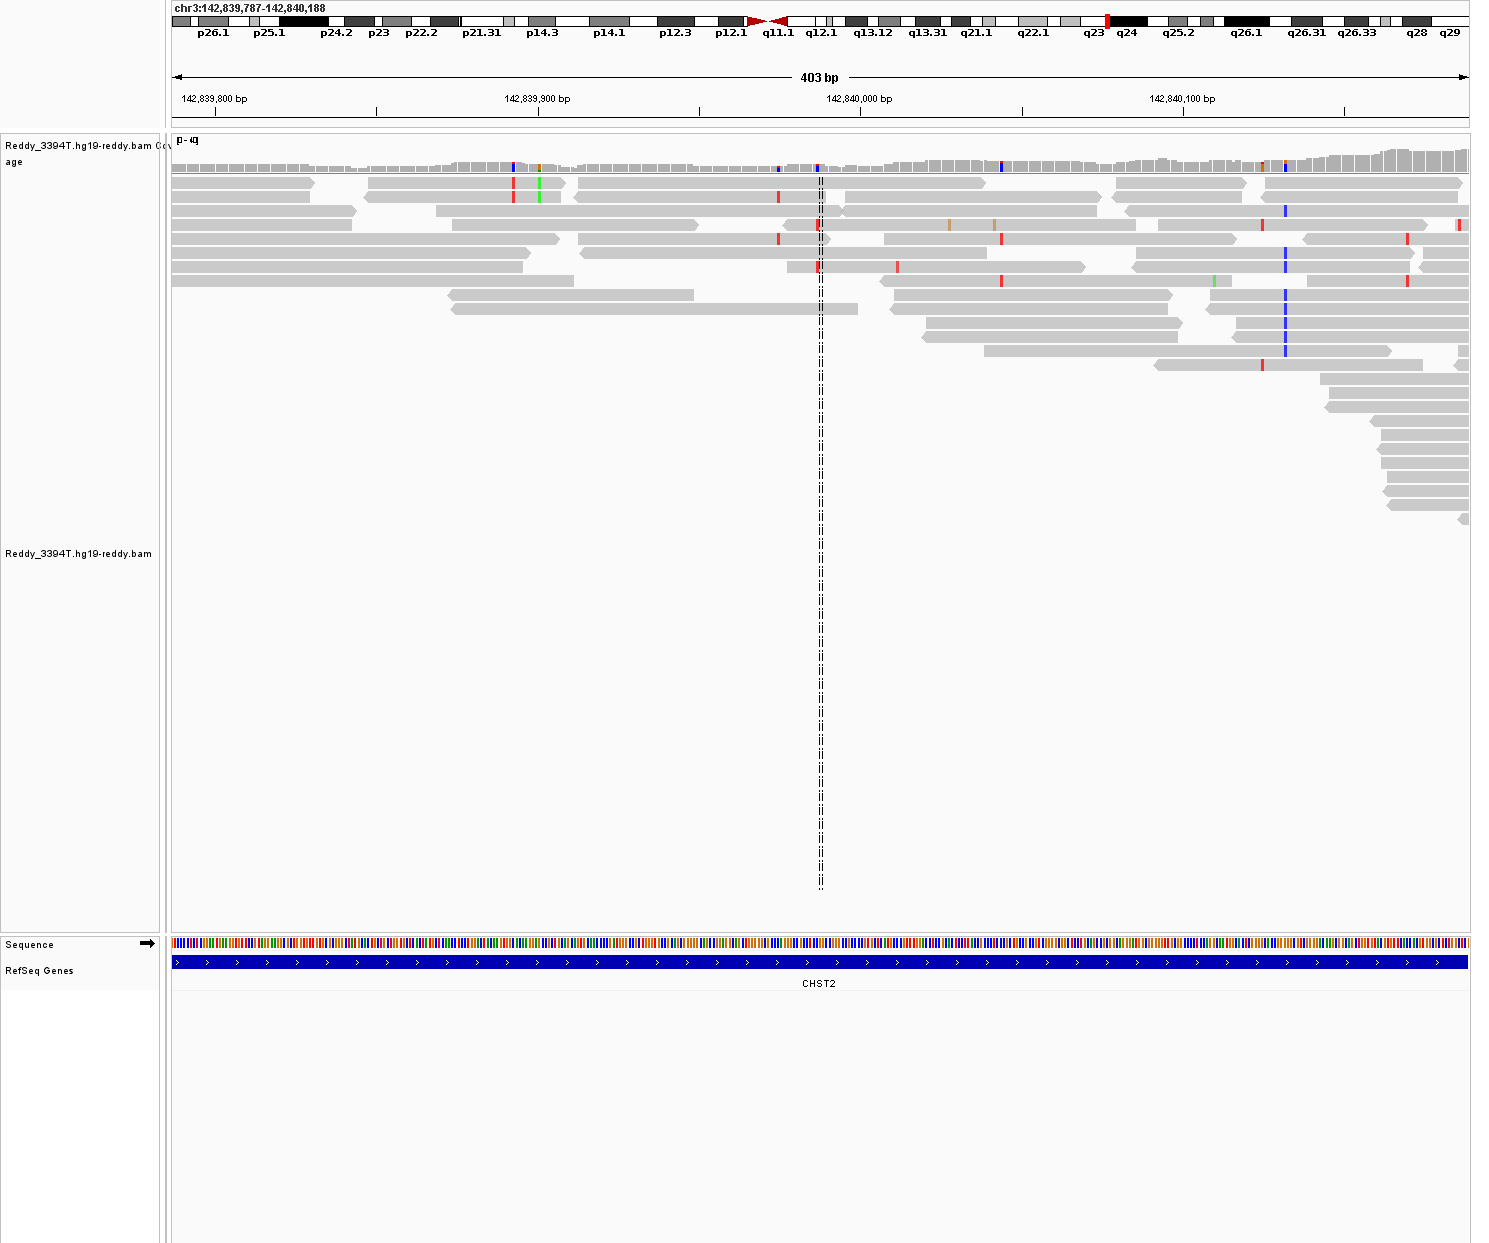 chr3:142,839,787-142,840,188
p26.1 p25.1 p24.2 p23 p22.2 p21.31 p14.3 p14.1 p12.3 p12.1 q11.1 q12.1 q13.12 q13.31 q21.1 q22.1 q23 q24 q25.2 q26.1 q26.31 q26.33 q28 q29
403 bp
142,839,800 bp 142,839,900 bp 142,840,000 bp 142,840,100 bp
Reddy_3394T.hg19-reddy.bam Cov
age
Reddy_3394T.hg19-reddy.bam
Sequence
RefSeq Genes
CHST2